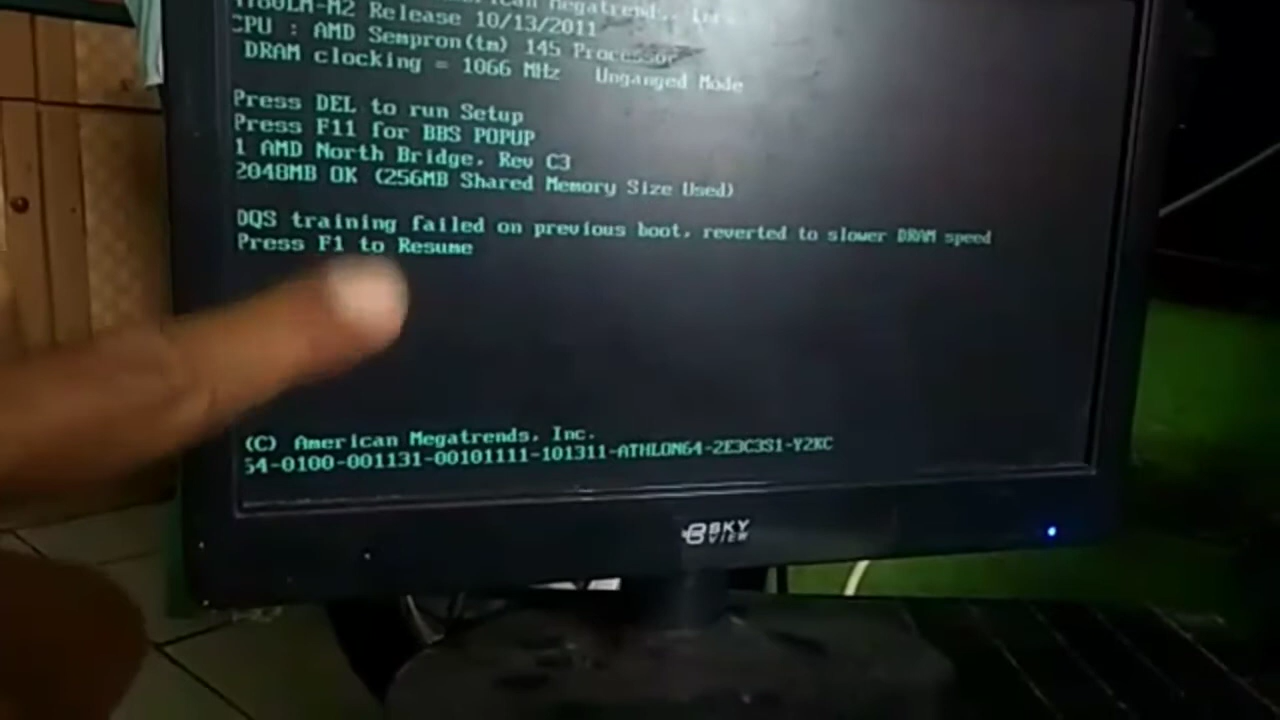 American Megatrend
Release 10/13/2011
CPU : AMD Sempron(tm) 145 Processor
DRAM clocking = 1066 MHz Unganged Mode
Press DEL to run Setup
Press F11 for BBS POPUP
1 AMD North Bridge, Rev C3
2048MB OK (256MB Shared Memory Size Used)
DQS training failed on previous boot, reverted to slower DRAM speed
Press F1 to Resume
(C) American Megatrends, Inc.
54-0100-001131-00101111-101311-ATHLON64-2E3C3S1-Y2KC
SKY
VIEW